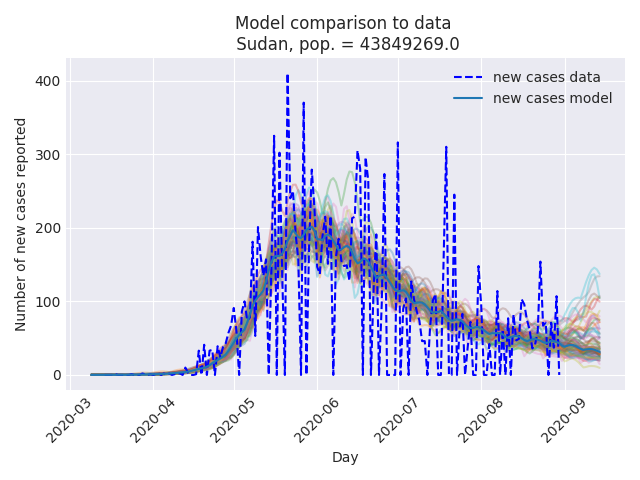 Model comparison to data
Sudan, pop. = 43849269.0
new cases data
new cases model
Number of new cases reported
400
300
200
100
0
2020-03
2020-04
2020-05
2020-06
2020-07
2020-08
2020-09
Day